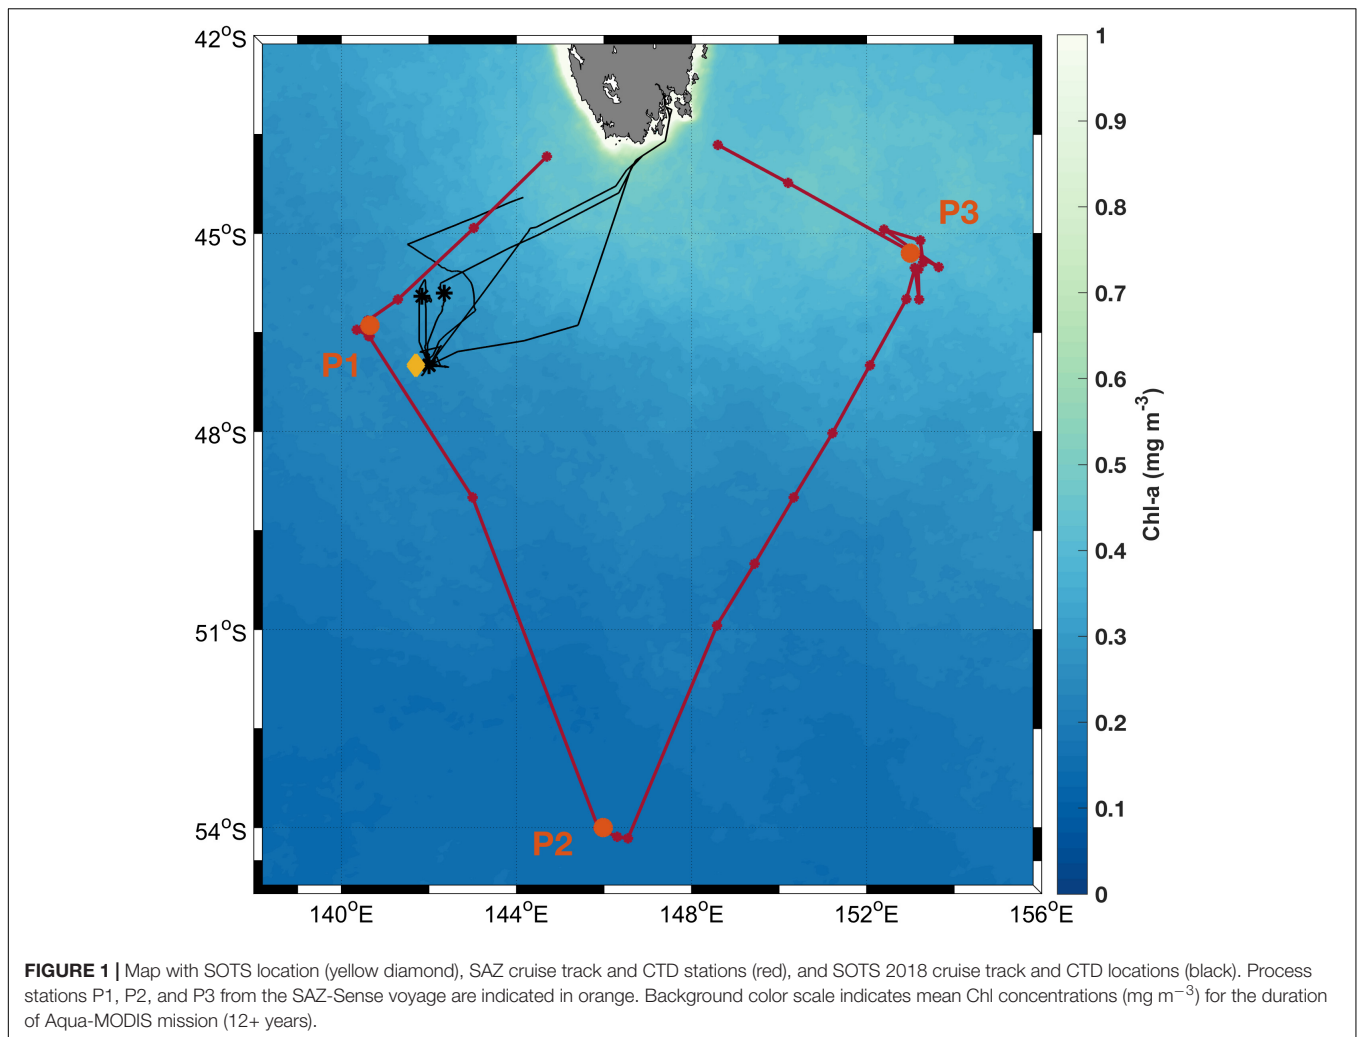 42°S
45°S
48°S
51°S
54°S
140°E
144°E
148°E
152°E
156°E
P1
P2
P3
1
0.9
0.8
0.7
0.6
0.5
0.4
0.3
0.2
0.1
0
Chl-a (mg m⁻³)
FIGURE 1 | Map with SOTS location (yellow diamond), SAZ cruise track and CTD stations (red), and SOTS 2018 cruise track and CTD locations (black). Process
stations P1, P2, and P3 from the SAZ-Sense voyage are indicated in orange. Background color scale indicates mean Chl concentrations (mg m⁻³) for the duration
of Aqua-MODIS mission (12+ years).